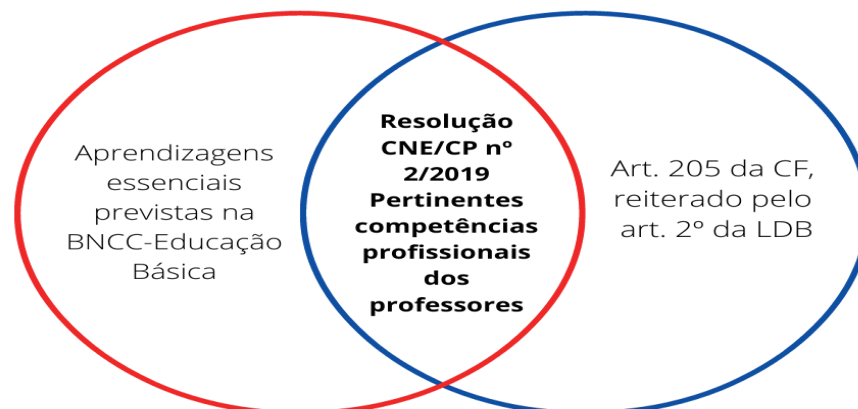 Aprendizagens
essenciais
previstas na
BNCC-Educação
Básica
Resolução
CNE/CP nº
2/2019
Pertinentes
competências
profissionais
dos
professores
Art. 205 da CF,
reiterado pelo
art. 2º da LDB